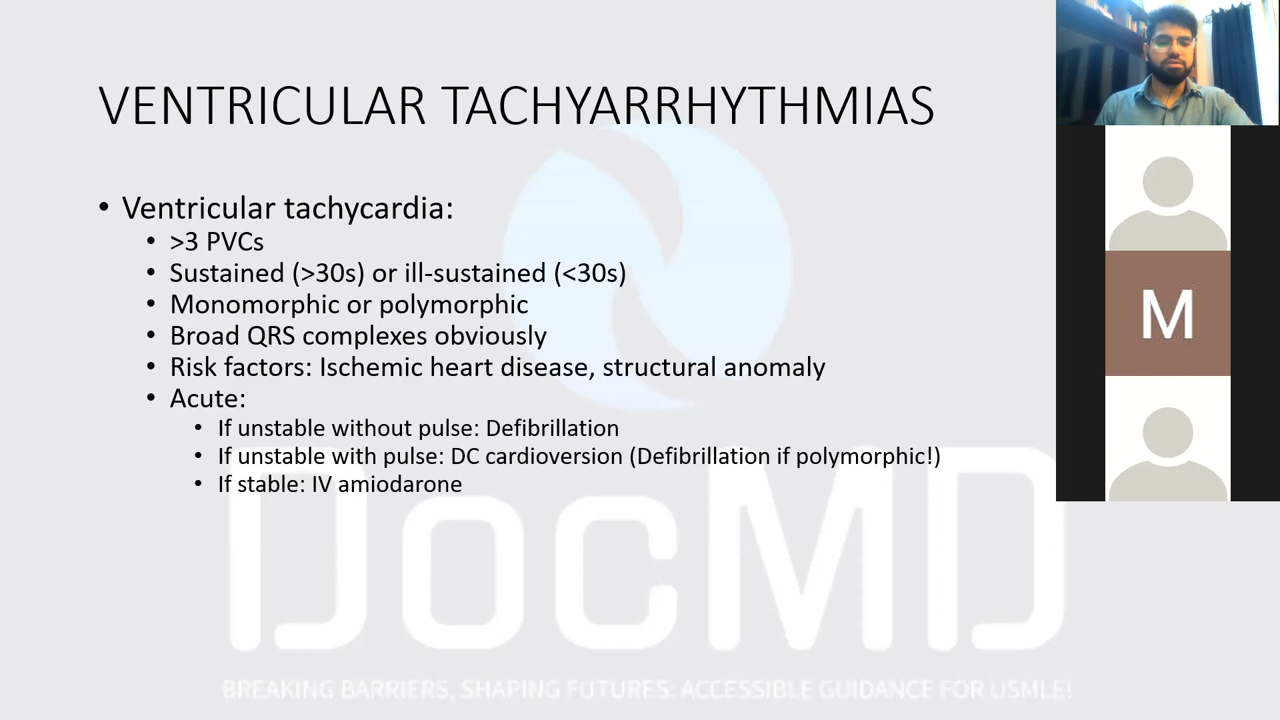 VENTRICULAR TACHYARRHYTHMIAS
• Ventricular tachycardia:
• >3 PVCs
• Sustained (>30s) or ill-sustained (<30s)
• Monomorphic or polymorphic
• Broad QRS complexes obviously
• Risk factors: Ischemic heart disease, structural anomaly
• Acute:
• If unstable without pulse: Defibrillation
• If unstable with pulse: DC cardioversion (Defibrillation if polymorphic!)
• If stable: IV amiodarone
M
DocMD
BREAKING BARRIERS, SHAPING FUTURES: ACCESSIBLE GUIDANCE FOR USMLE!